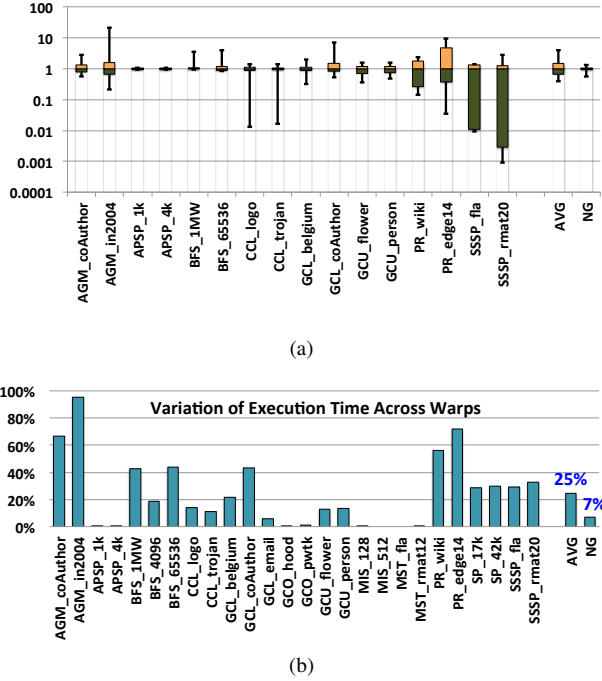 100
10
1
0.1
0.01
0.001
0.0001
AGM_coAuthor
AGM_in2004
APSP_1k
APSP_4k
BFS_1MW
BFS_65536
CCL_logo
CCL_trojan
GCL_belgium
GCL_coAuthor
GCU_flower
GCU_person
PR_wiki
PR_edge14
SSSP_fla
SSSP_rmat20
AVG
NG
(a)
100%
Variation of Execution Time Across Warps
80%
60%
40%
20%
0%
25%
7%
AGM_coAuthor
AGM_in2004
APSP_1k
APSP_4k
BFS_1MW
BFS_4096
BFS_65536
CCL_logo
CCL_trojan
GCL_belgium
GCL_coAuthor
GCL_email
GCO_hood
GCO_pwtk
GCU_flower
GCU_person
MIS_128
MIS_512
MST_fla
MST_rmat12
PR_wiki
PR_edge14
SP_17k
SP_42k
SSSP_fla
SSSP_rmat20
AVG
NG
(b)